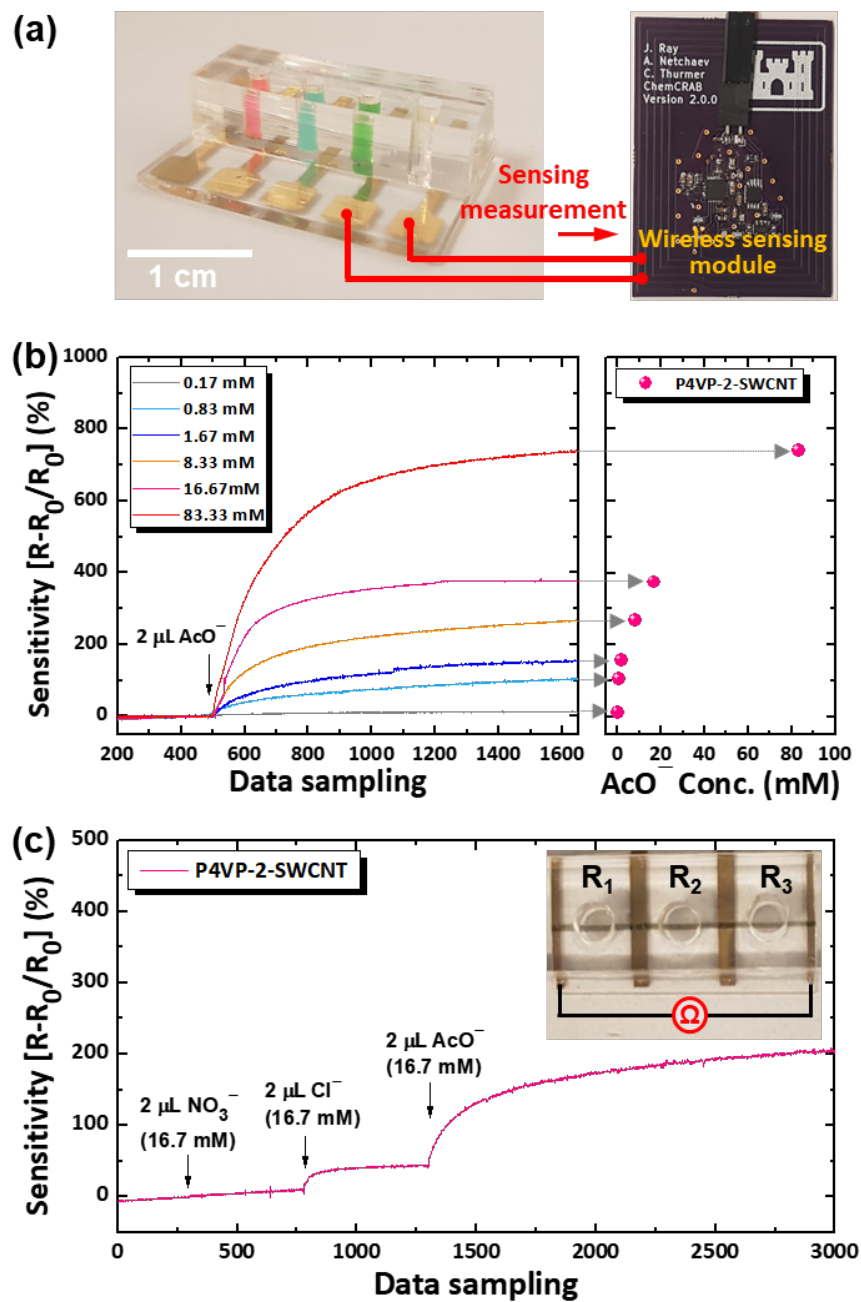 (a)
J. Ray
A. Netchaev
C. Thurmer
ChemCRAB
Version 2.0.0
Sensing
measurement
Wireless sensing
module
1 cm
(b)
Sensitivity [R-R₀/R₀] (%)
1000
800
600
400
200
0
0.17 mM
0.83 mM
1.67 mM
8.33 mM
16.67mM
83.33 mM
2 µL AcO⁻
200 400 600 800 1000 1200 1400 1600
Data sampling
P4VP-2-SWCNT
0 20 40 60 80 100
AcO⁻ Conc. (mM)
(c)
Sensitivity [R-R₀/R₀] (%)
500
400
300
200
100
0
P4VP-2-SWCNT
R₁ R₂ R₃
Ω
2 µL NO₃⁻
(16.7 mM)
2 µL Cl⁻
(16.7 mM)
2 µL AcO⁻
(16.7 mM)
0 500 1000 1500 2000 2500 3000
Data sampling